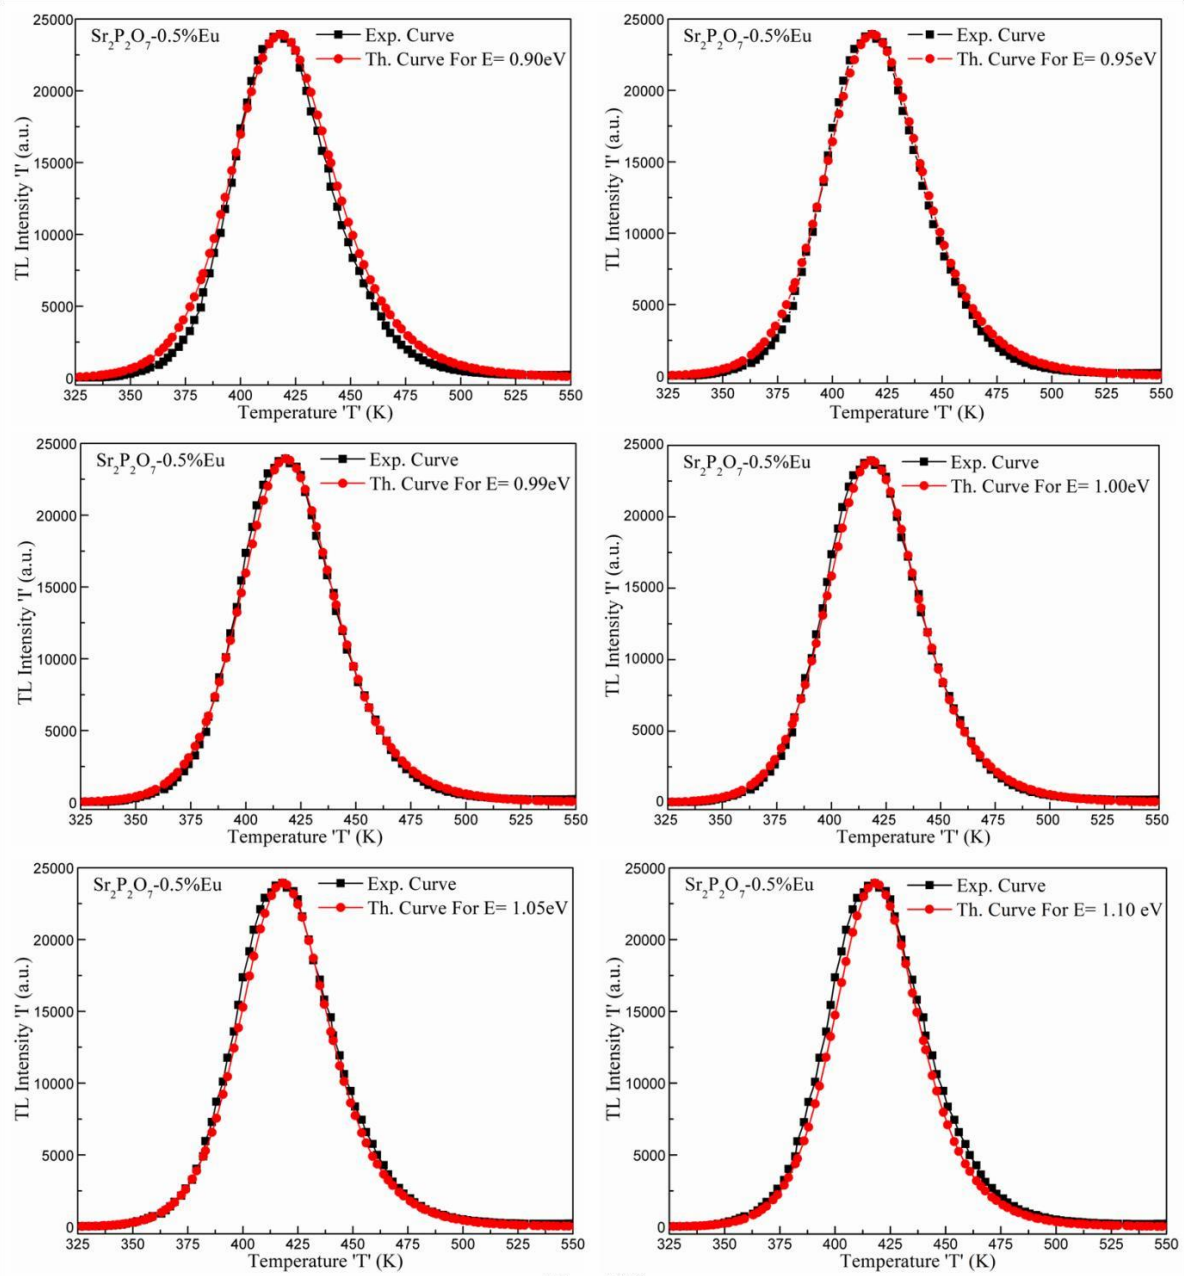 Sr2P2O7-0.5%Eu
Exp. Curve
Th. Curve For E= 0.90eV
TL Intensity 'I' (a.u.)
25000
20000
15000
10000
5000
0
325 350 375 400 425 450 475 500 525 550
Temperature 'T' (K)
Sr2P2O7-0.5%Eu
Exp. Curve
Th. Curve For E= 0.95eV
TL Intensity 'I' (a.u.)
25000
20000
15000
10000
5000
0
325 350 375 400 425 450 475 500 525 550
Temperature 'T' (K)
Sr2P2O7-0.5%Eu
Exp. Curve
Th. Curve For E= 0.99eV
TL Intensity 'I' (a.u.)
25000
20000
15000
10000
5000
0
325 350 375 400 425 450 475 500 525 550
Temperature 'T' (K)
Sr2P2O7-0.5%Eu
Exp. Curve
Th. Curve For E= 1.00eV
TL Intensity 'I' (a.u.)
25000
20000
15000
10000
5000
0
325 350 375 400 425 450 475 500 525 550
Temperature 'T' (K)
Sr2P2O7-0.5%Eu
Exp. Curve
Th. Curve For E= 1.05eV
TL Intensity 'I' (a.u.)
25000
20000
15000
10000
5000
0
325 350 375 400 425 450 475 500 525 550
Temperature 'T' (K)
Sr2P2O7-0.5%Eu
Exp. Curve
Th. Curve For E= 1.10 eV
TL Intensity 'I' (a.u.)
25000
20000
15000
10000
5000
0
325 350 375 400 425 450 475 500 525 550
Temperature 'T' (K)